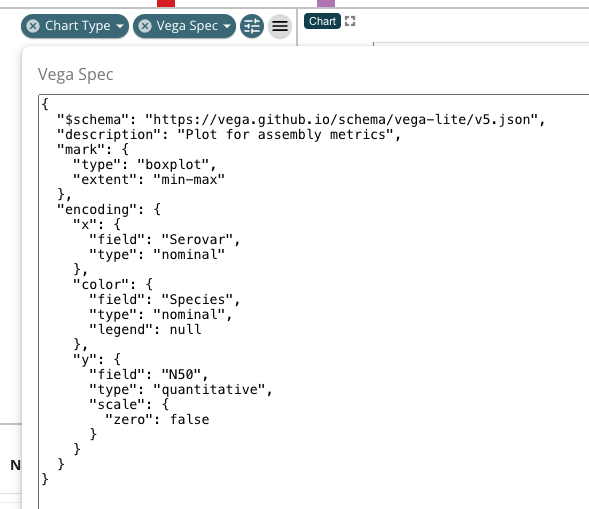 Chart Type Vega Spec Chart
Vega Spec
{
  "$schema": "https://vega.github.io/schema/vega-lite/v5.json",
  "description": "Plot for assembly metrics",
  "mark": {
    "type": "boxplot",
    "extent": "min-max"
  },
  "encoding": {
    "x": {
      "field": "Serovar",
      "type": "nominal"
    },
    "color": {
      "field": "Species",
      "type": "nominal",
      "legend": null
    },
    "y": {
      "field": "N50",
      "type": "quantitative",
      "scale": {
        "zero": false
      }
    }
  }
}
N